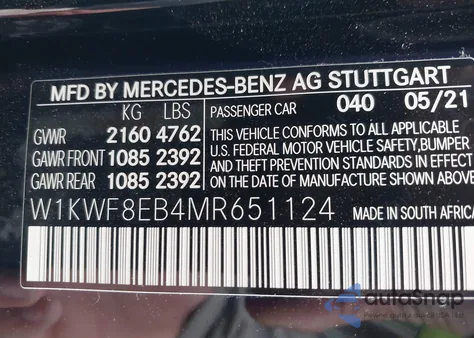 MFD BY MERCEDES-BENZ AG STUTTGART
KG LBS PASSENGER CAR 040 05/21
GVWR 2160 4762
GAWR FRONT 1085 2392
GAWR REAR 1085 2392
THIS VEHICLE CONFORMS TO ALL APPLICABLE
U.S. FEDERAL MOTOR VEHICLE SAFETY,BUMPER
AND THEFT PREVENTION STANDARDS IN EFFECT
ON THE DATE OF MANUFACTURE SHOWN ABOVE
W1KWF8EB4MR651124 MADE IN SOUTH AFRIC
autoSnap